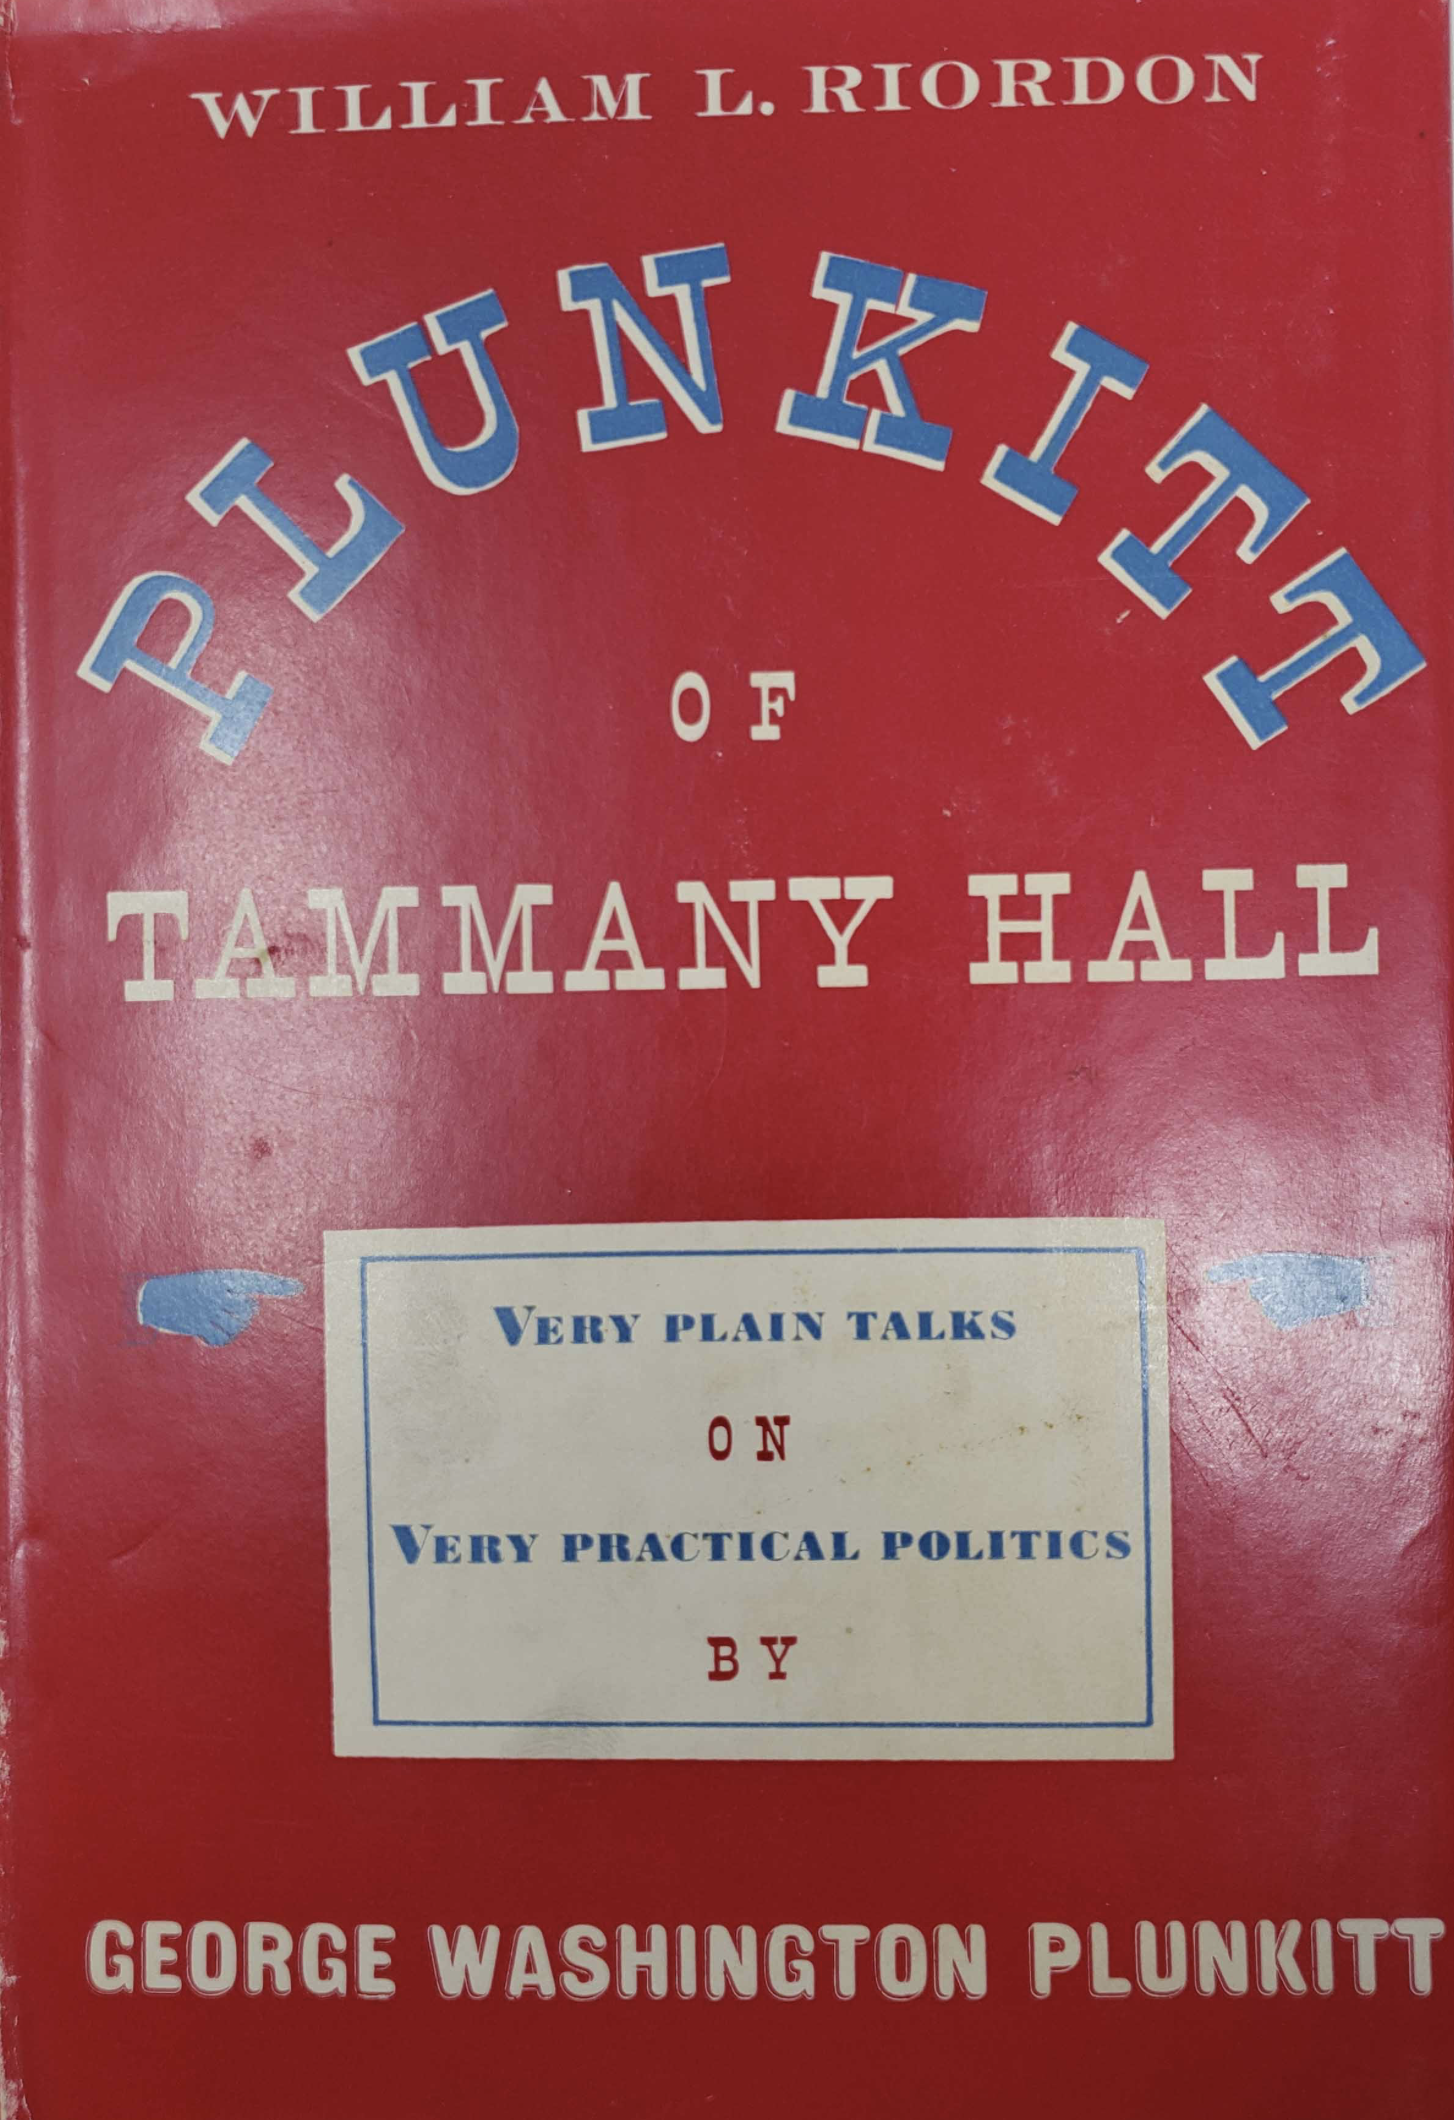 WILLIAM L. RIORDON
PLUNKITT
OF
TAMMANY HALL
VERY PLAIN TALKS
ON
VERY PRACTICAL POLITICS
BY
GEORGE WASHINGTON PLUNKITT